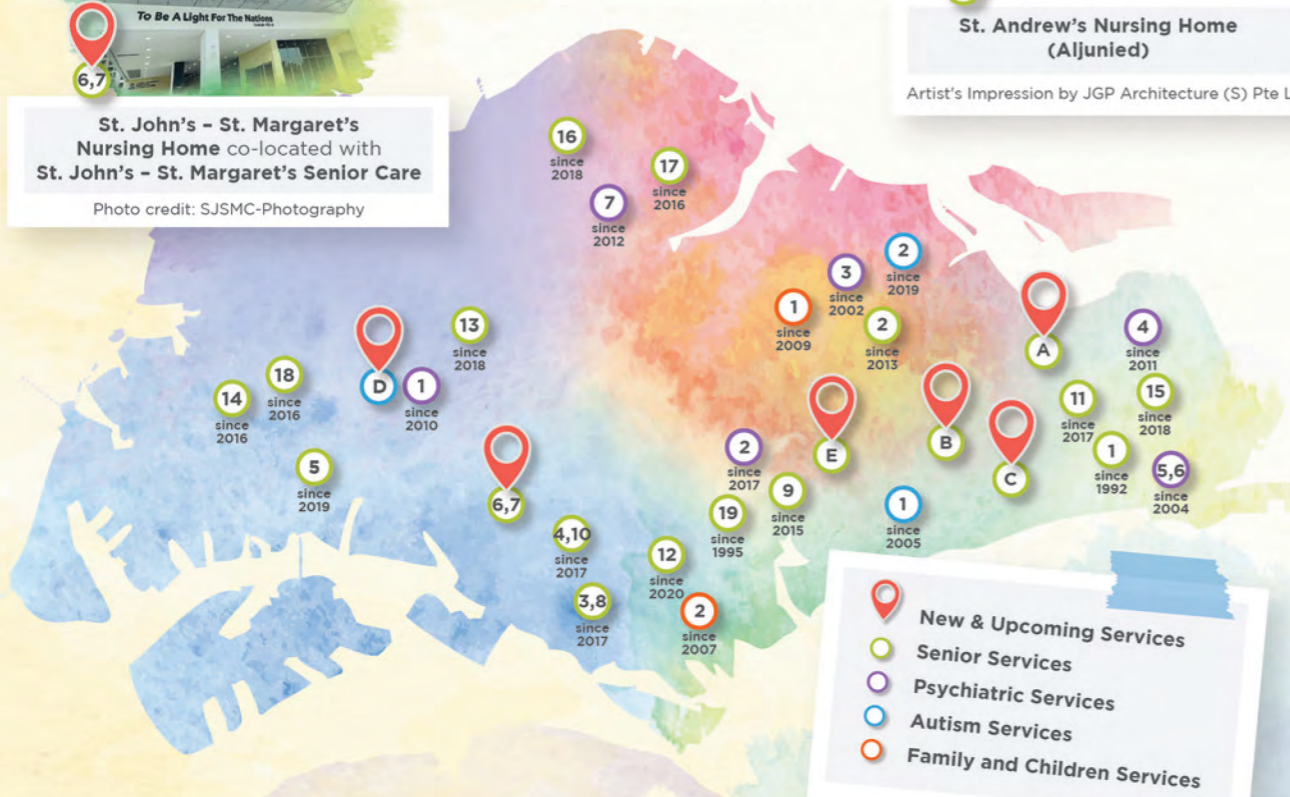 To Be A Light For The Nations
6,7
St. John's – St. Margaret's
Nursing Home co-located with
St. John's – St. Margaret's Senior Care
Photo credit: SJSMC-Photography
St. Andrew's Nursing Home
(Aljunied)
Artist's Impression by JGP Architecture (S) Pte L
16
since
2018
17
since
2016
7
since
2012
2
since
2019
3
since
2002
1
since
2009
2
since
2013
A
4
since
2011
13
since
2018
D
1
since
2010
18
since
2016
14
since
2016
11
since
2017
15
since
2018
B
E
C
1
since
1992
5,6
since
2004
2
since
2017
5
since
2019
6,7
9
since
2015
19
since
1995
1
since
2005
4,10
since
2017
12
since
2020
3,8
since
2017
2
since
2007
New & Upcoming Services
Senior Services
Psychiatric Services
Autism Services
Family and Children Services